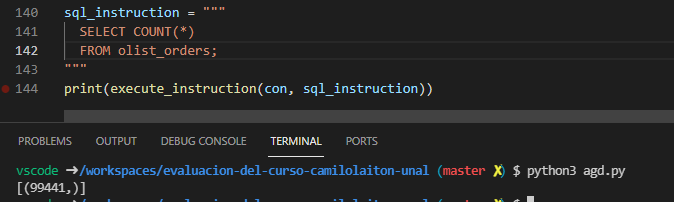 140 sql_instruction = """
141 SELECT COUNT(*)
142 FROM olist_orders;
143 """
144 print(execute_instruction(con, sql_instruction))
PROBLEMS OUTPUT DEBUG CONSOLE TERMINAL PORTS
vscode ➜/workspaces/evaluacion-del-curso-camilolaiton-unal (master ✗) $ python3 agd.py
[(99441,)]